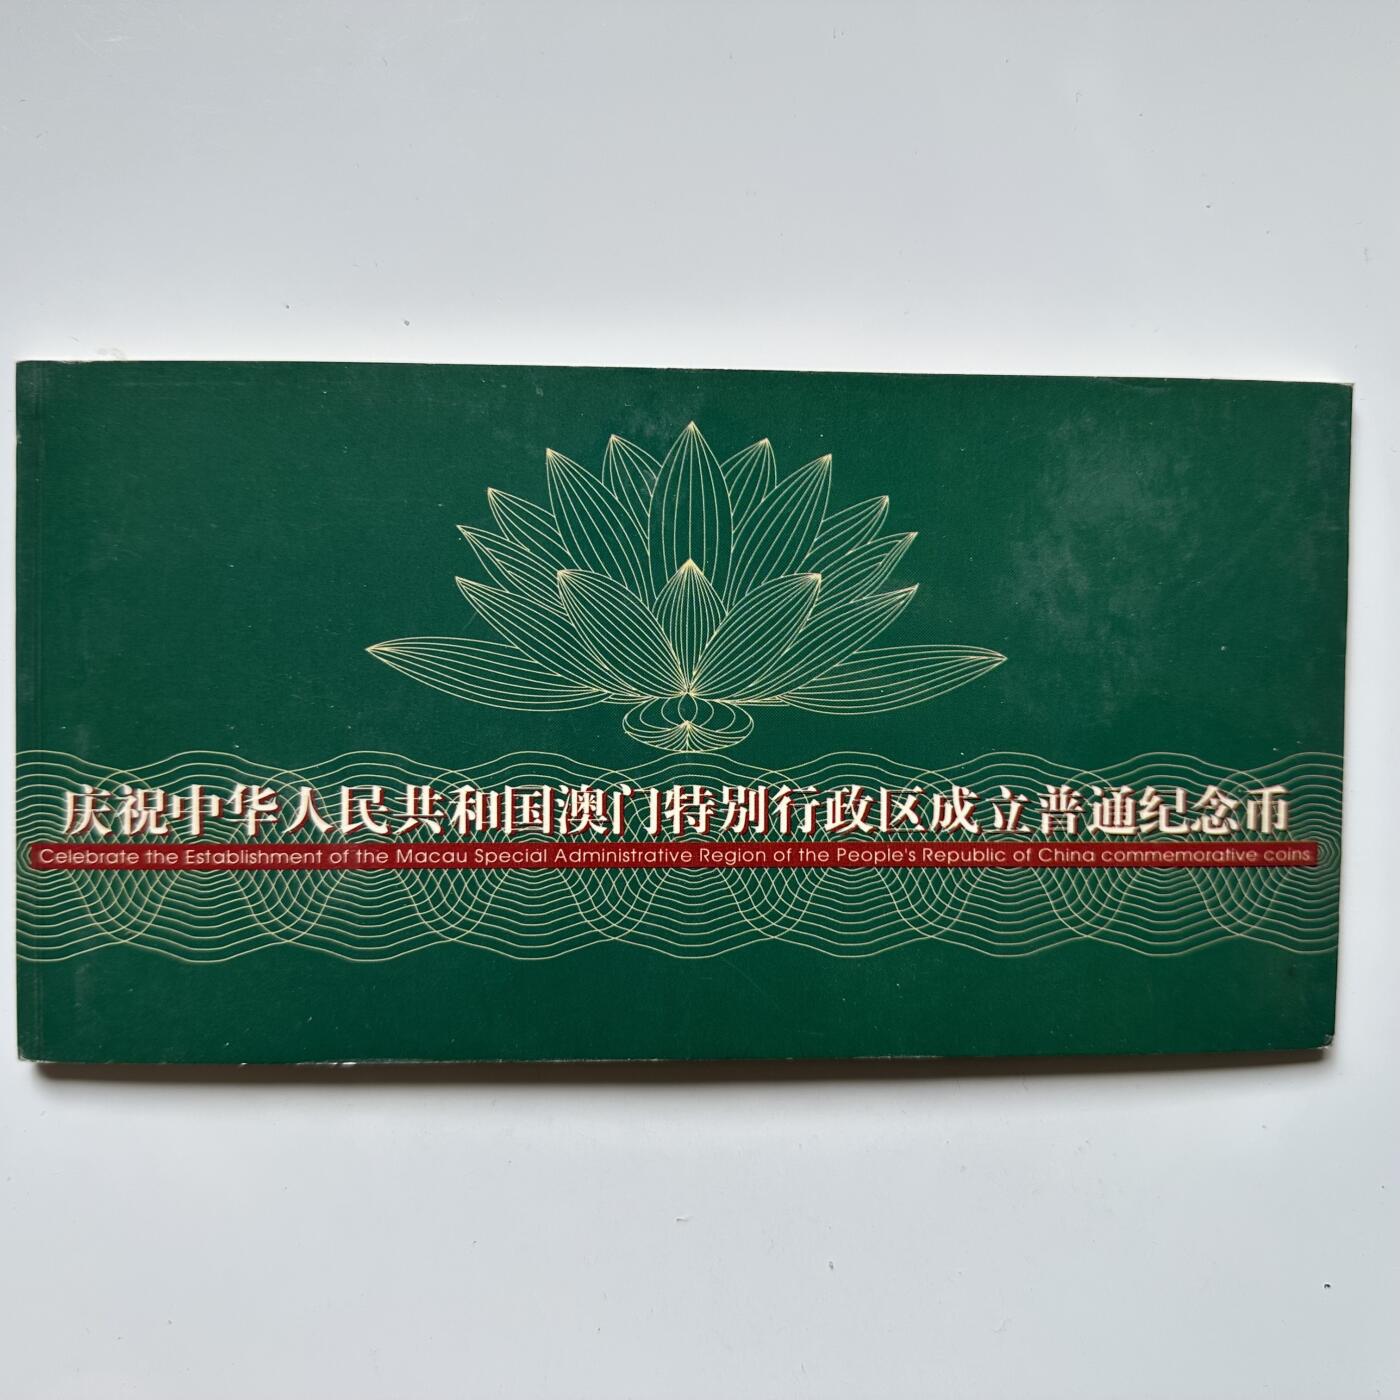 庆祝中华人民共和国澳门特别行政区成立普通纪念币
Celebrate the Establishment of the Macau Special Administrative Region of the People's Republic of China commemorative coins